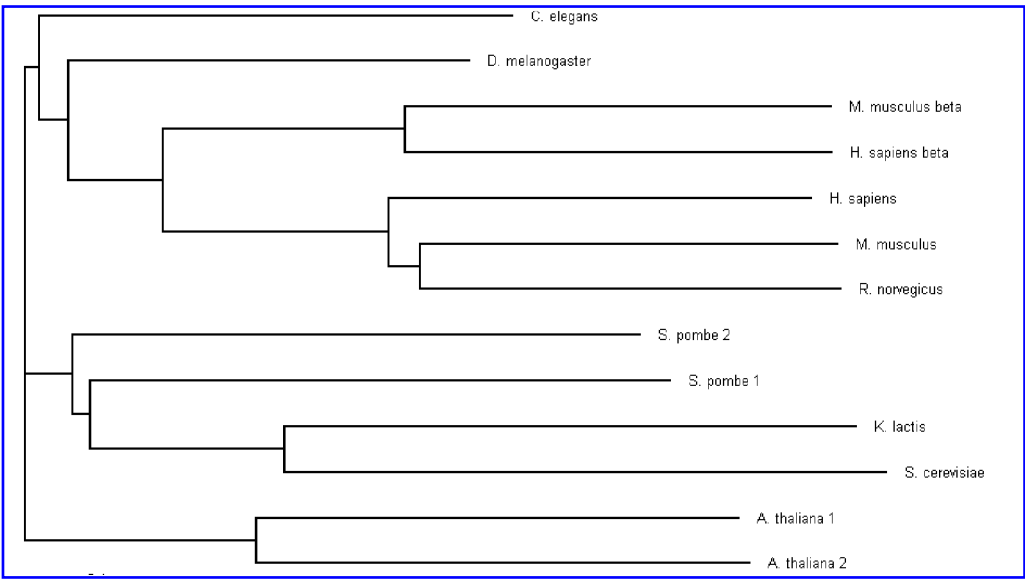 C. elegans
D. melanogaster
M. musculus beta
H. sapiens beta
H. sapiens
M. musculus
R. norvegicus
S. pombe 2
S. pombe 1
K. lactis
S. cerevisiae
A. thaliana 1
A. thaliana 2